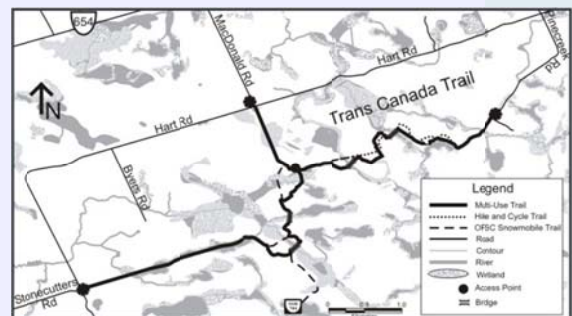 654
MacDonald Rd
Pinecreek Rd
Hart Rd
N
Trans Canada Trail
Hart Rd
Byers Rd
Stonecutters Rd
Legend
Multi-Use Trail
Hike and Cycle Trail
OFSC Snowmobile Trail
Road
Contour
River
Wetland
Access Point
Bridge